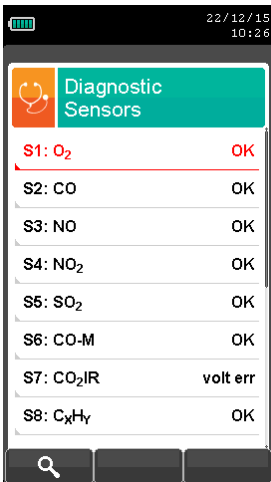 22/12/15
10:26
Diagnostic
Sensors
S1: O₂ OK
S2: CO OK
S3: NO OK
S4: NO₂ OK
S5: SO₂ OK
S6: CO-M OK
S7: CO₂IR volt err
S8: CₓHᵧ OK